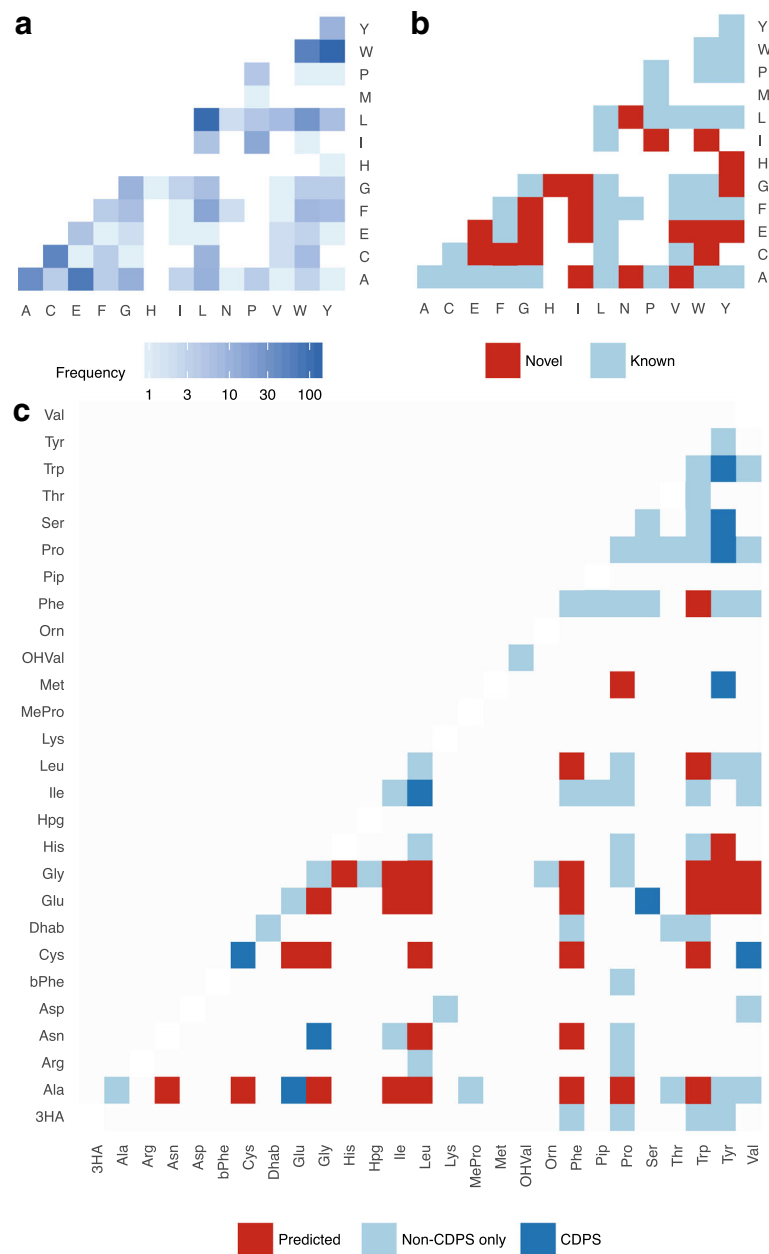 a
b
Y
W
P
M
L
I
H
G
F
E
C
A
A C E F G H I L N P V W Y
Frequency
1 3 10 30 100
Y
W
P
M
L
I
H
G
F
E
C
A
A C E F G H I L N P V W Y
Novel Known
c
Val
Tyr
Trp
Thr
Ser
Pro
Pip
Phe
Orn
OHVal
Met
MePro
Lys
Leu
Ile
Hpg
His
Gly
Glu
Dhab
Cys
bPhe
Asp
Asn
Arg
Ala
3HA
3HA Ala Arg Asn Asp bPhe Cys Dhab Glu Gly His Hpg Ile Leu Lys MePro Met OHVal Orn Phe Pip Pro Ser Thr Trp Tyr Val
Predicted Non-CDPS only CDPS